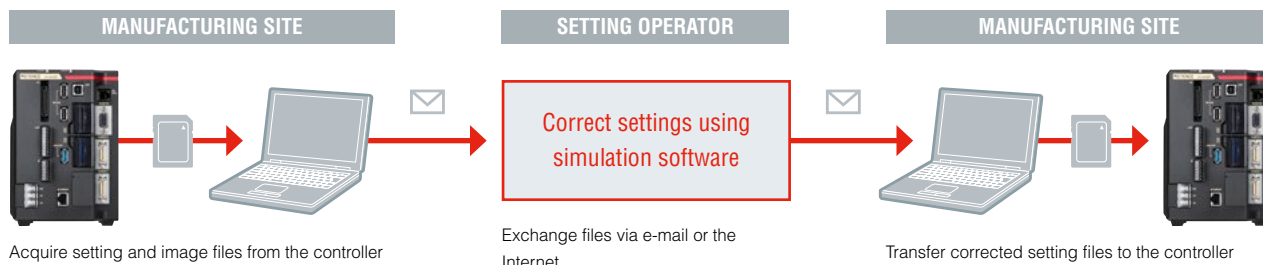 MANUFACTURING SITE
SETTING OPERATOR
MANUFACTURING SITE
Correct settings using
simulation software
Acquire setting and image files from the controller
Exchange files via e-mail or the
Internet
Transfer corrected setting files to the controller